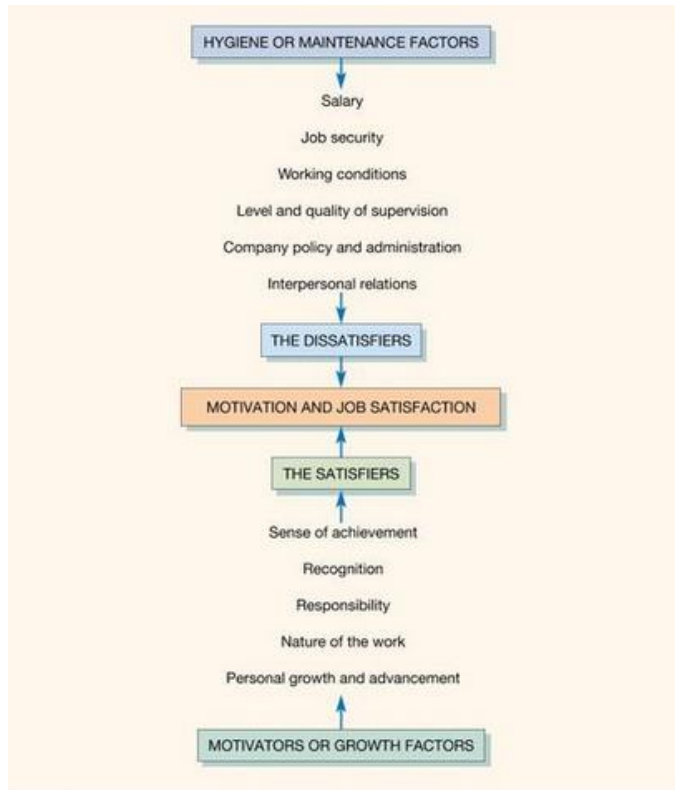 HYGIENE OR MAINTENANCE FACTORS
Salary
Job security
Working conditions
Level and quality of supervision
Company policy and administration
Interpersonal relations
THE DISSATISFIERS
MOTIVATION AND JOB SATISFACTION
THE SATISFIERS
Sense of achievement
Recognition
Responsibility
Nature of the work
Personal growth and advancement
MOTIVATORS OR GROWTH FACTORS